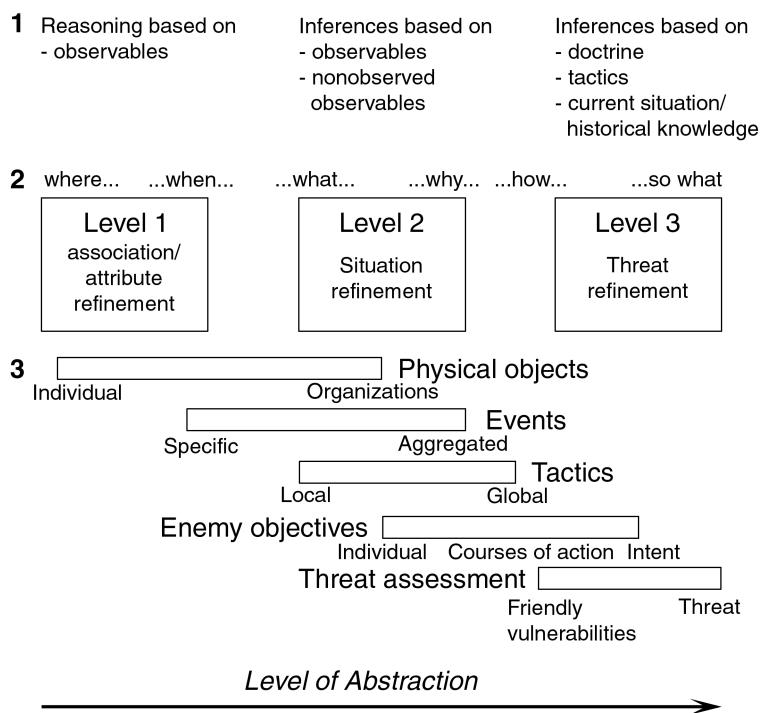 1 Reasoning based on
- observables
Inferences based on
- observables
- nonobserved
observables
Inferences based on
- doctrine
- tactics
- current situation/
historical knowledge
2 where... ...when... ...what... ...why... ...how... ...so what
Level 1
association/
attribute
refinement
Level 2
Situation
refinement
Level 3
Threat
refinement
3 Physical objects
Individual Organizations
Events
Specific Aggregated
Tactics
Local Global
Enemy objectives
Individual Courses of action Intent
Threat assessment
Friendly
vulnerabilities
Threat
Level of Abstraction